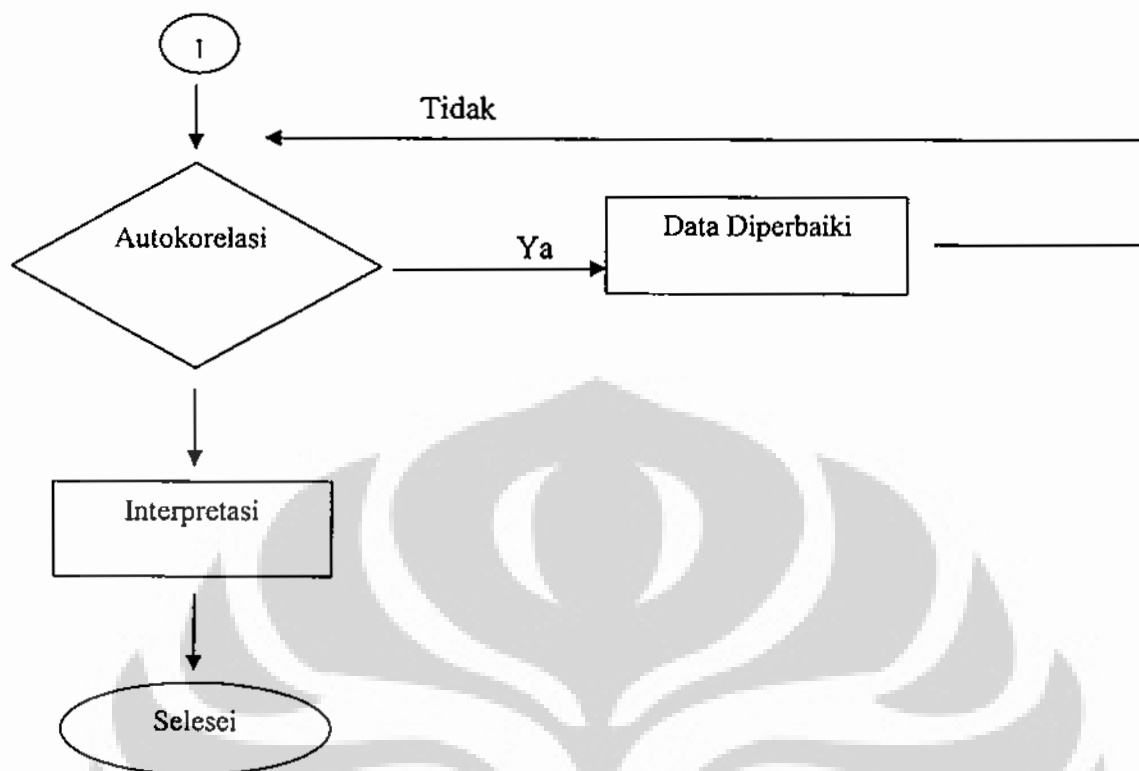 1
Tidak
Autokorelasi
Ya
Data Diperbaiki
Interpretasi
Selesei